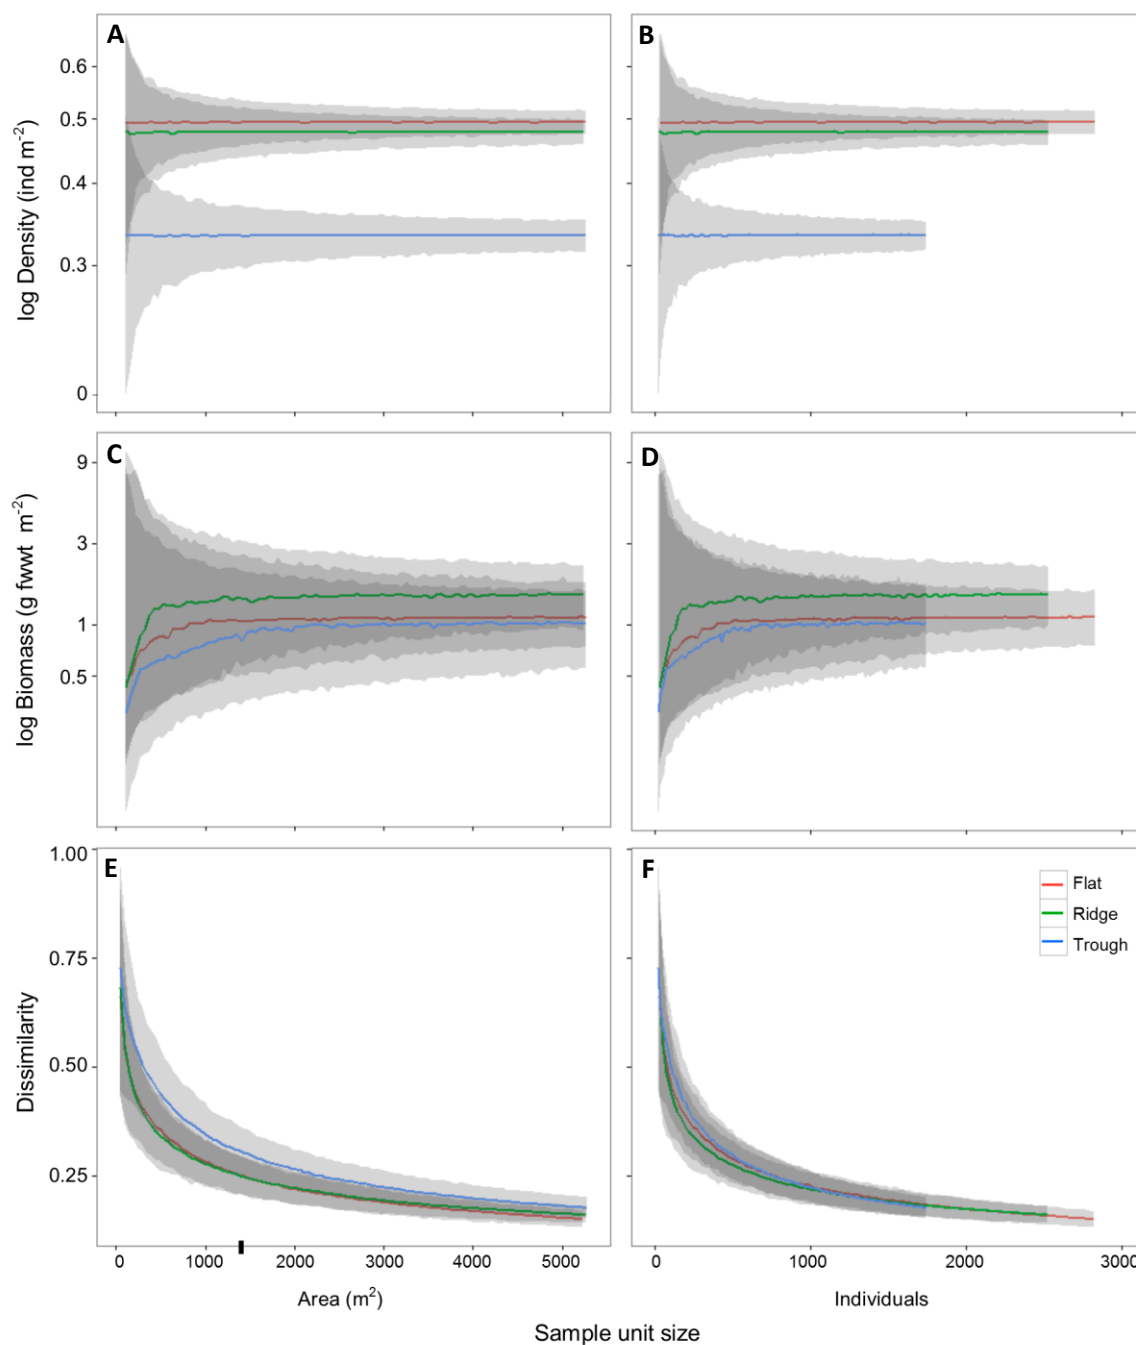 A
B
log Density (ind m-2)
0.6
0.5
0.4
0.3
0
C
D
log Biomass (g fwwt m-2)
9
3
1
0.5
E
F
Dissimilarity
1.00
0.75
0.50
0.25
Flat
Ridge
Trough
0 1000 2000 3000 4000 5000
0 1000 2000 3000
Area (m2)
Individuals
Sample unit size